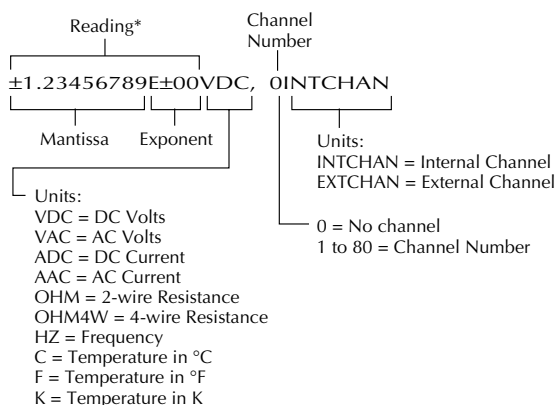 Reading*
Channel
Number
±1.23456789E±00VDC, 0INTCHAN
Mantissa
Exponent
Units:
INTCHAN = Internal Channel
EXTCHAN = External Channel
0 = No channel
1 to 80 = Channel Number
Units:
VDC = DC Volts
VAC = AC Volts
ADC = DC Current
AAC = AC Current
OHM = 2-wire Resistance
OHM4W = 4-wire Resistance
HZ = Frequency
C = Temperature in °C
F = Temperature in °F
K = Temperature in K